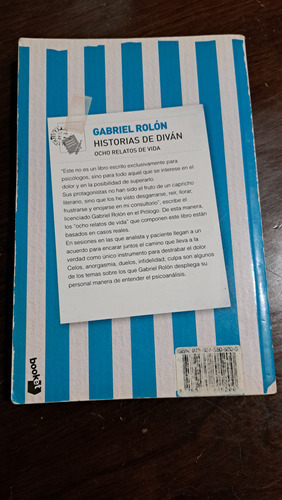 GABRIEL ROLÓN
HISTORIAS DE DIVÁN
OCHO RELATOS DE VIDA
"Este no es un libro escrito exclusivamente para
psicólogos, sino para todo aquel que se interese en el
dolor y en la posibilidad de superarlo.
Sus protagonistas no han sido el fruto de un capricho
literario, sino que los he visto desgarrarse, reír, llorar,
frustrarse y enojarse en mi consultorio", escribe el
licenciado Gabriel Rolón en el Prólogo. De esta manera,
los "ocho relatos de vida" que componen este libro están
basados en casos reales.
En sesiones en las que analista y paciente llegan a un
acuerdo para encarar juntos el camino que lleva a la
verdad como único instrumento para destrabar el dolor.
Celos, anorgasmia, duelos, infidelidad, culpa son algunos
de los temas sobre los que Gabriel Rolón despliega su
personal manera de entender el psicoanálisis.
booket